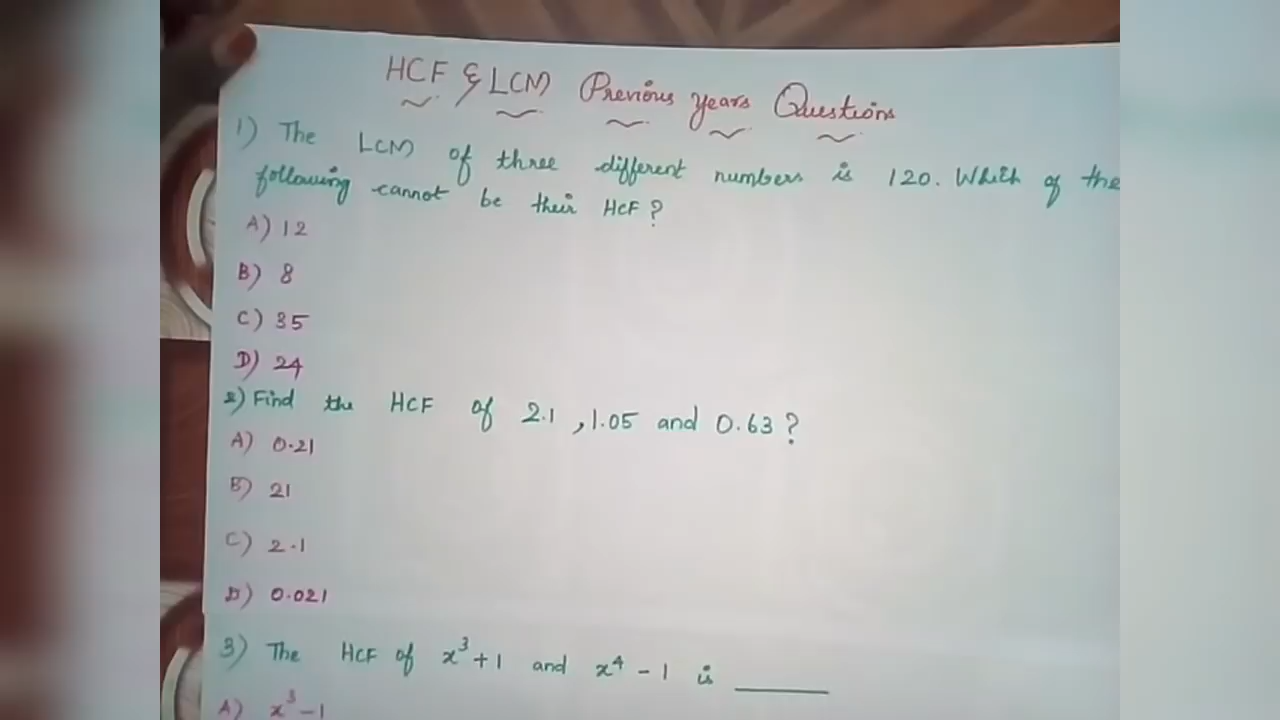 HCF & LCM Previous years Questions
1) The LCM of three different numbers is 120. Which of the
following cannot be their HCF?
A) 12
B) 8
C) 35
D) 24
2) Find the HCF of 2.1, 1.05 and 0.63?
A) 0.21
B) 21
C) 2.1
D) 0.021
3) The HCF of x³+1 and x⁴-1 is ______
A) x³-1